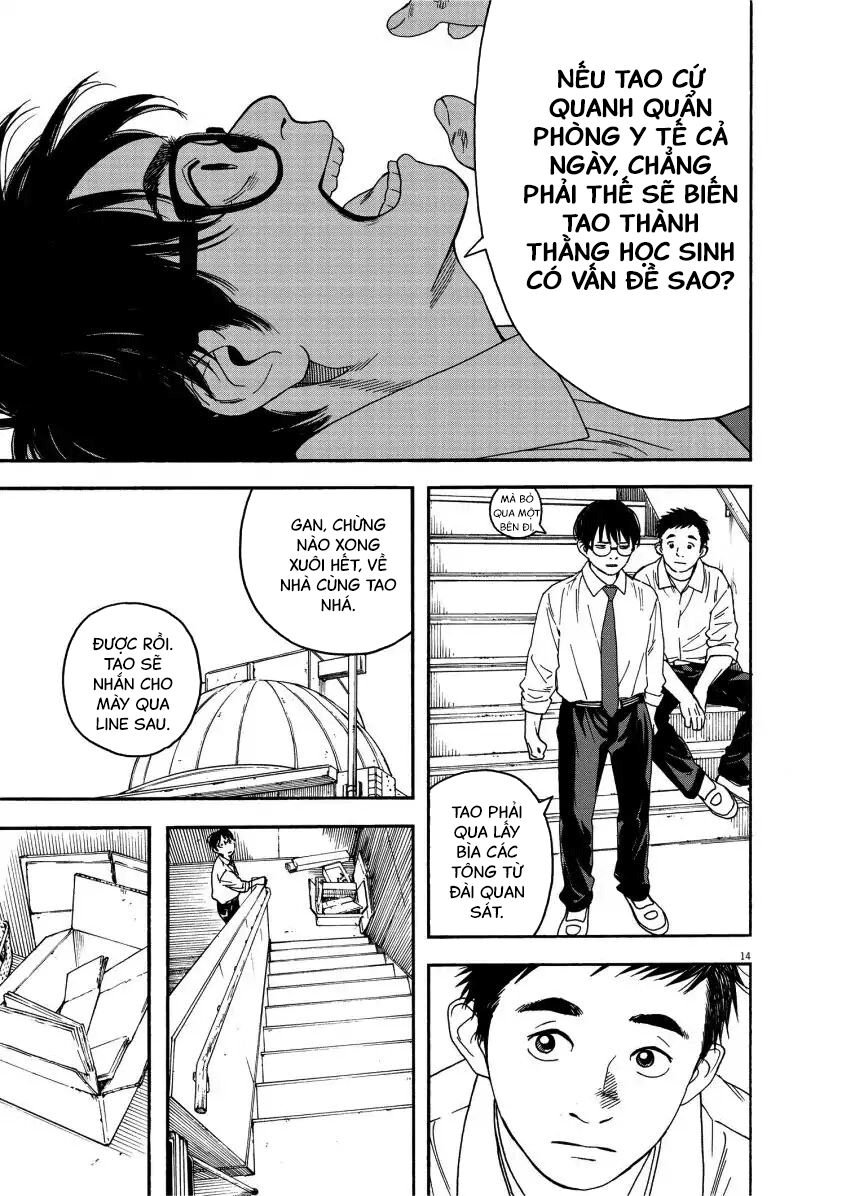 NẾU TAO CỨ
QUANH QUẨN
PHÒNG Y TẾ CẢ
NGÀY, CHẲNG
PHẢI THẾ SẼ BIẾN
TAO THÀNH
THẰNG HỌC SINH
CÓ VẤN ĐỀ SAO?
MÀ BỎ
QUA MỘT
BÊN ĐI,
TAO PHẢI
QUA LẤY
BÌA CÁC
TÔNG TỪ
ĐÀI QUAN
SÁT.
GAN, CHỪNG
NÀO XONG
XUÔI HẾT, VỀ
NHÀ CÙNG TAO
NHÁ.
ĐƯỢC RỒI.
TAO SẼ
NHẮN CHO
MÀY QUA
LINE SAU.
14